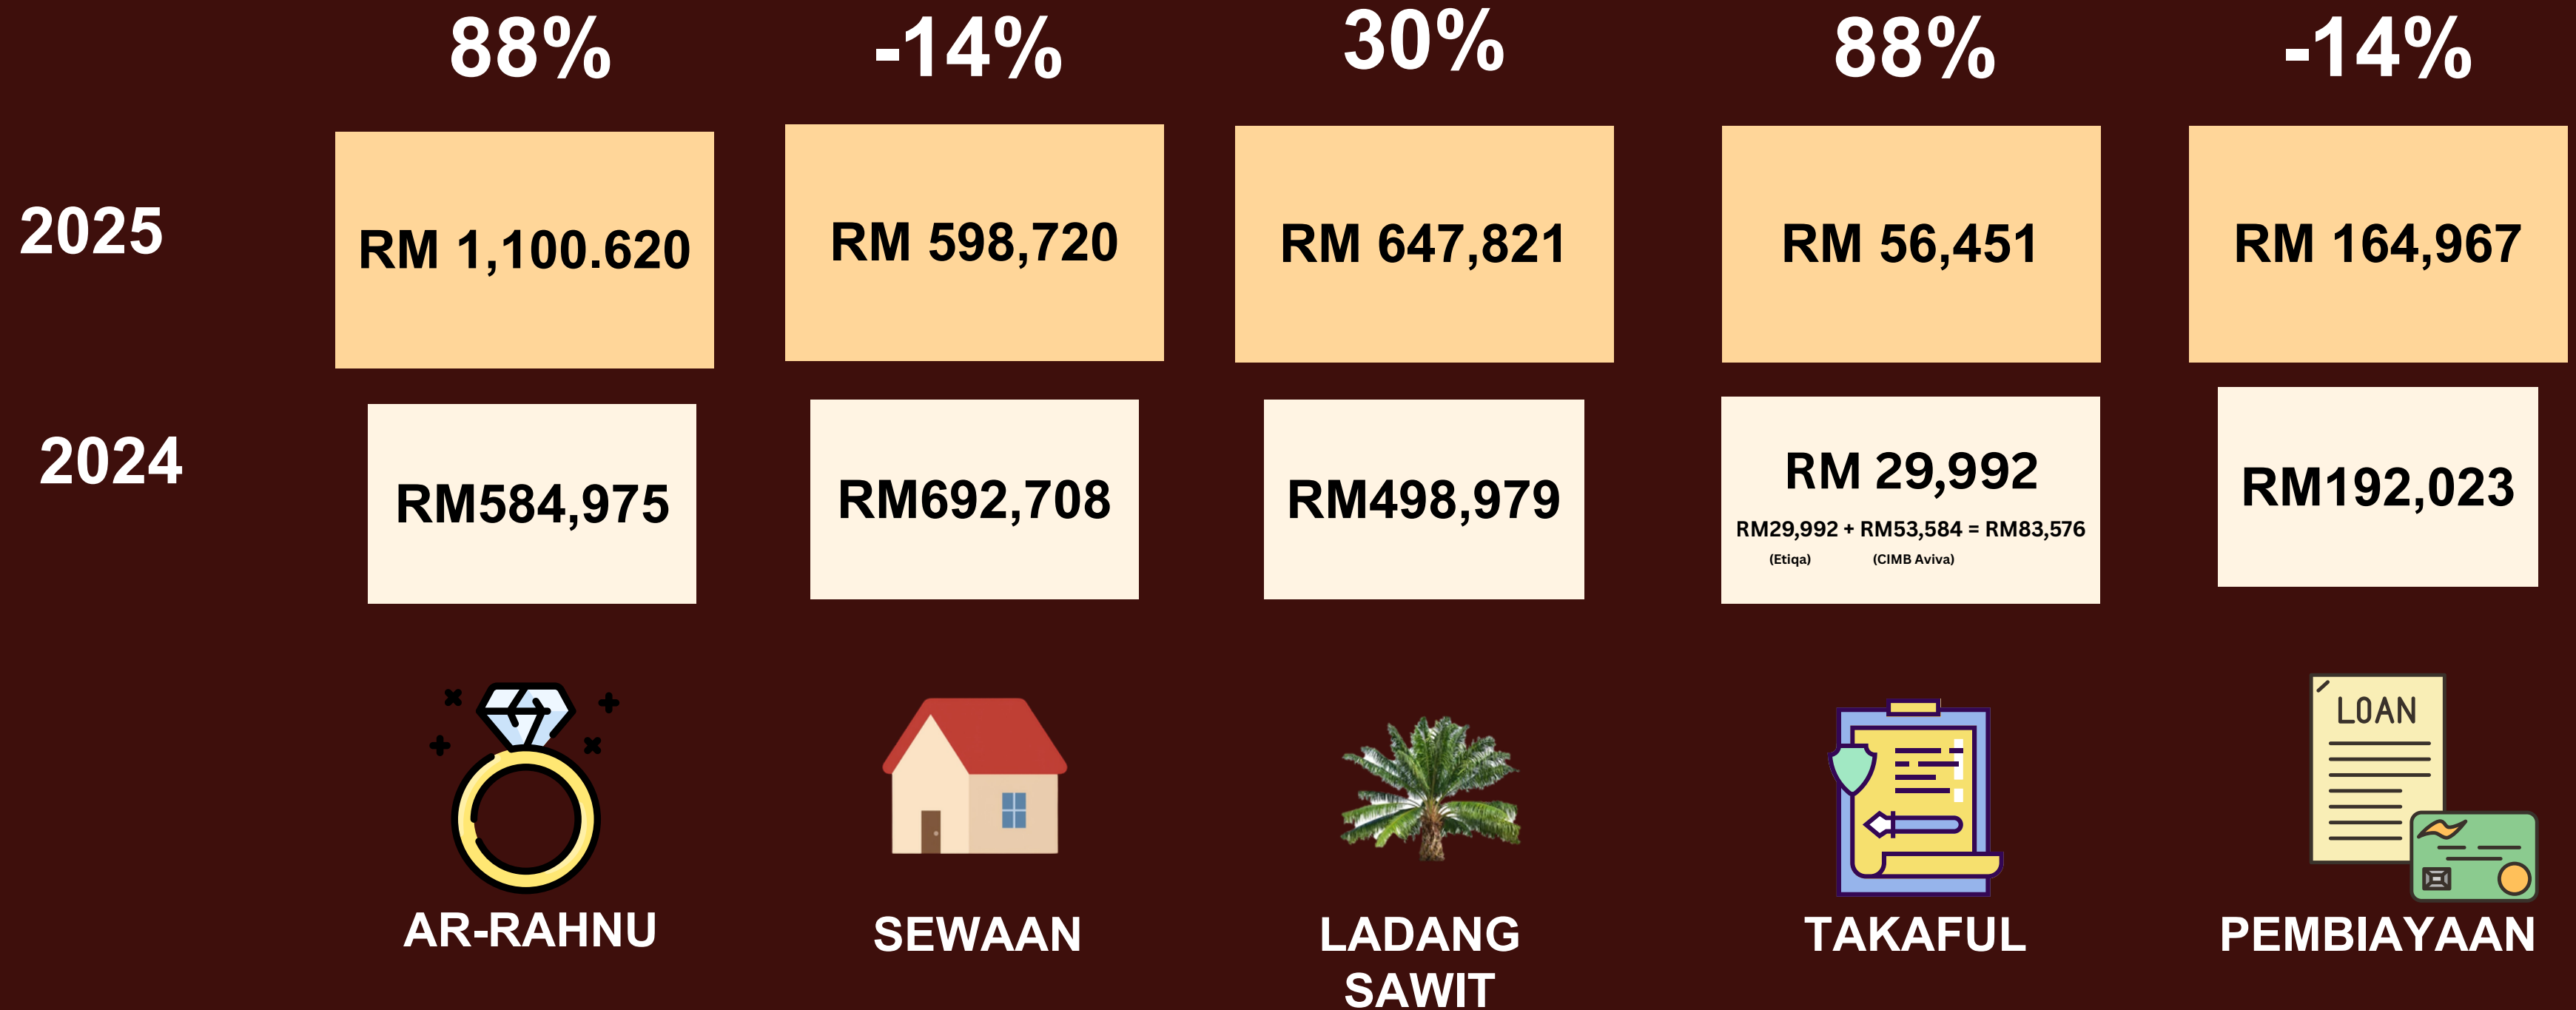 88%
-14%
30%
88%
-14%
2025
RM 1,100.620
RM 598,720
RM 647,821
RM 56,451
RM 164,967
2024
RM584,975
RM692,708
RM498,979
RM 29,992
RM29,992 + RM53,584 = RM83,576
(Etiqa) (CIMB Aviva)
RM192,023
LOAN
AR-RAHNU
SEWAAN
LADANG
SAWIT
TAKAFUL
PEMBIAYAAN